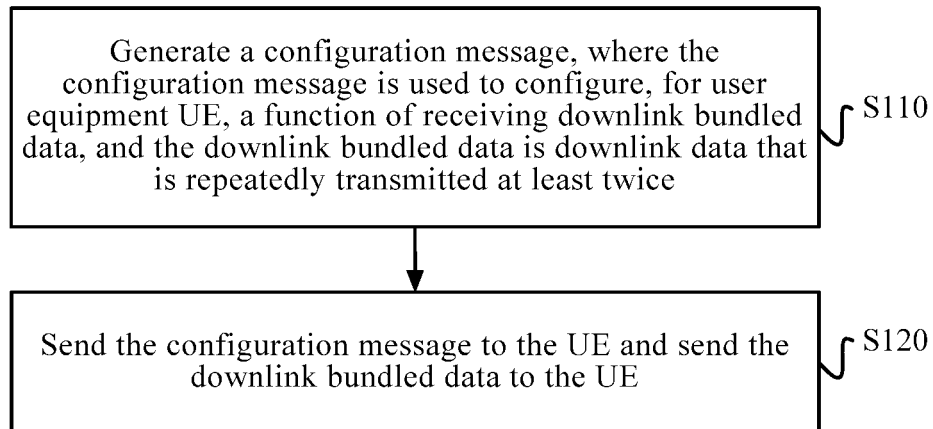 Generate a configuration message, where the
configuration message is used to configure, for user
equipment UE, a function of receiving downlink bundled
data, and the downlink bundled data is downlink data that
is repeatedly transmitted at least twice
S110
Send the configuration message to the UE and send the
downlink bundled data to the UE
S120